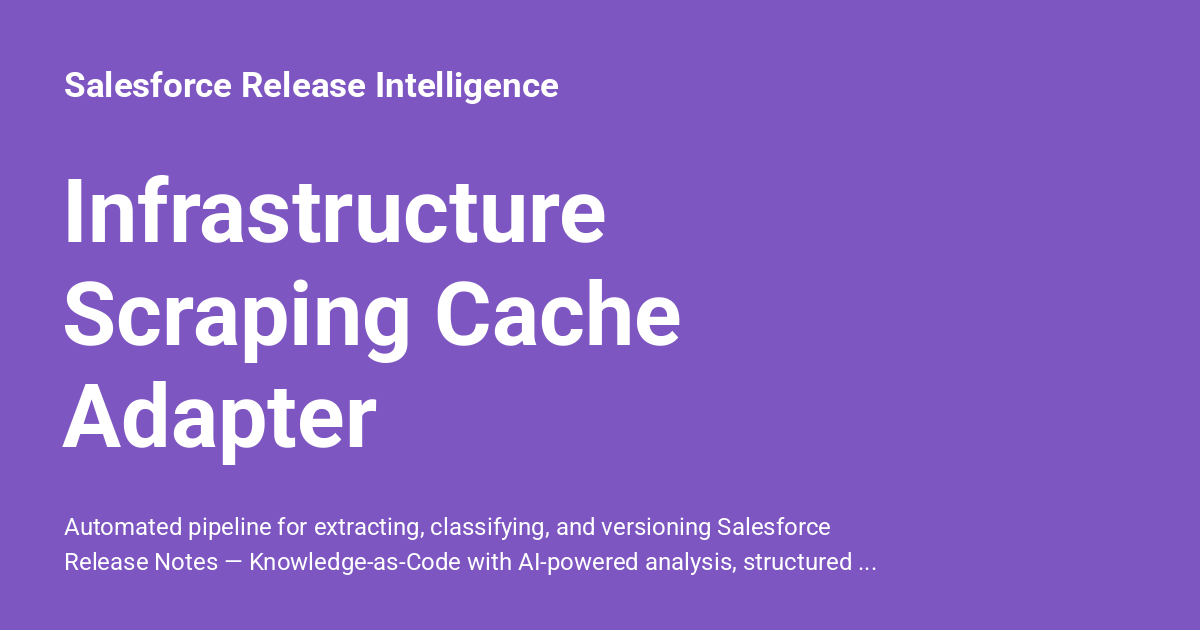 Salesforce Release Intelligence
Infrastructure
Scraping Cache
Adapter
Automated pipeline for extracting, classifying, and versioning Salesforce
Release Notes — Knowledge-as-Code with AI-powered analysis, structured ...